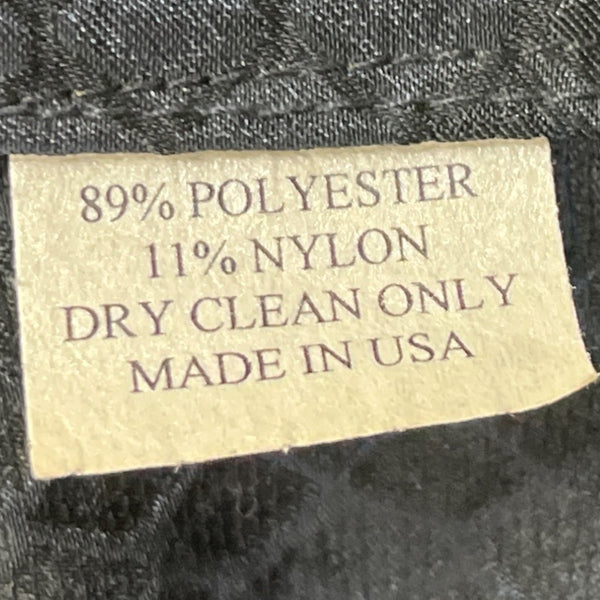 89% POLYESTER
11% NYLON
DRY CLEAN ONLY
MADE IN USA